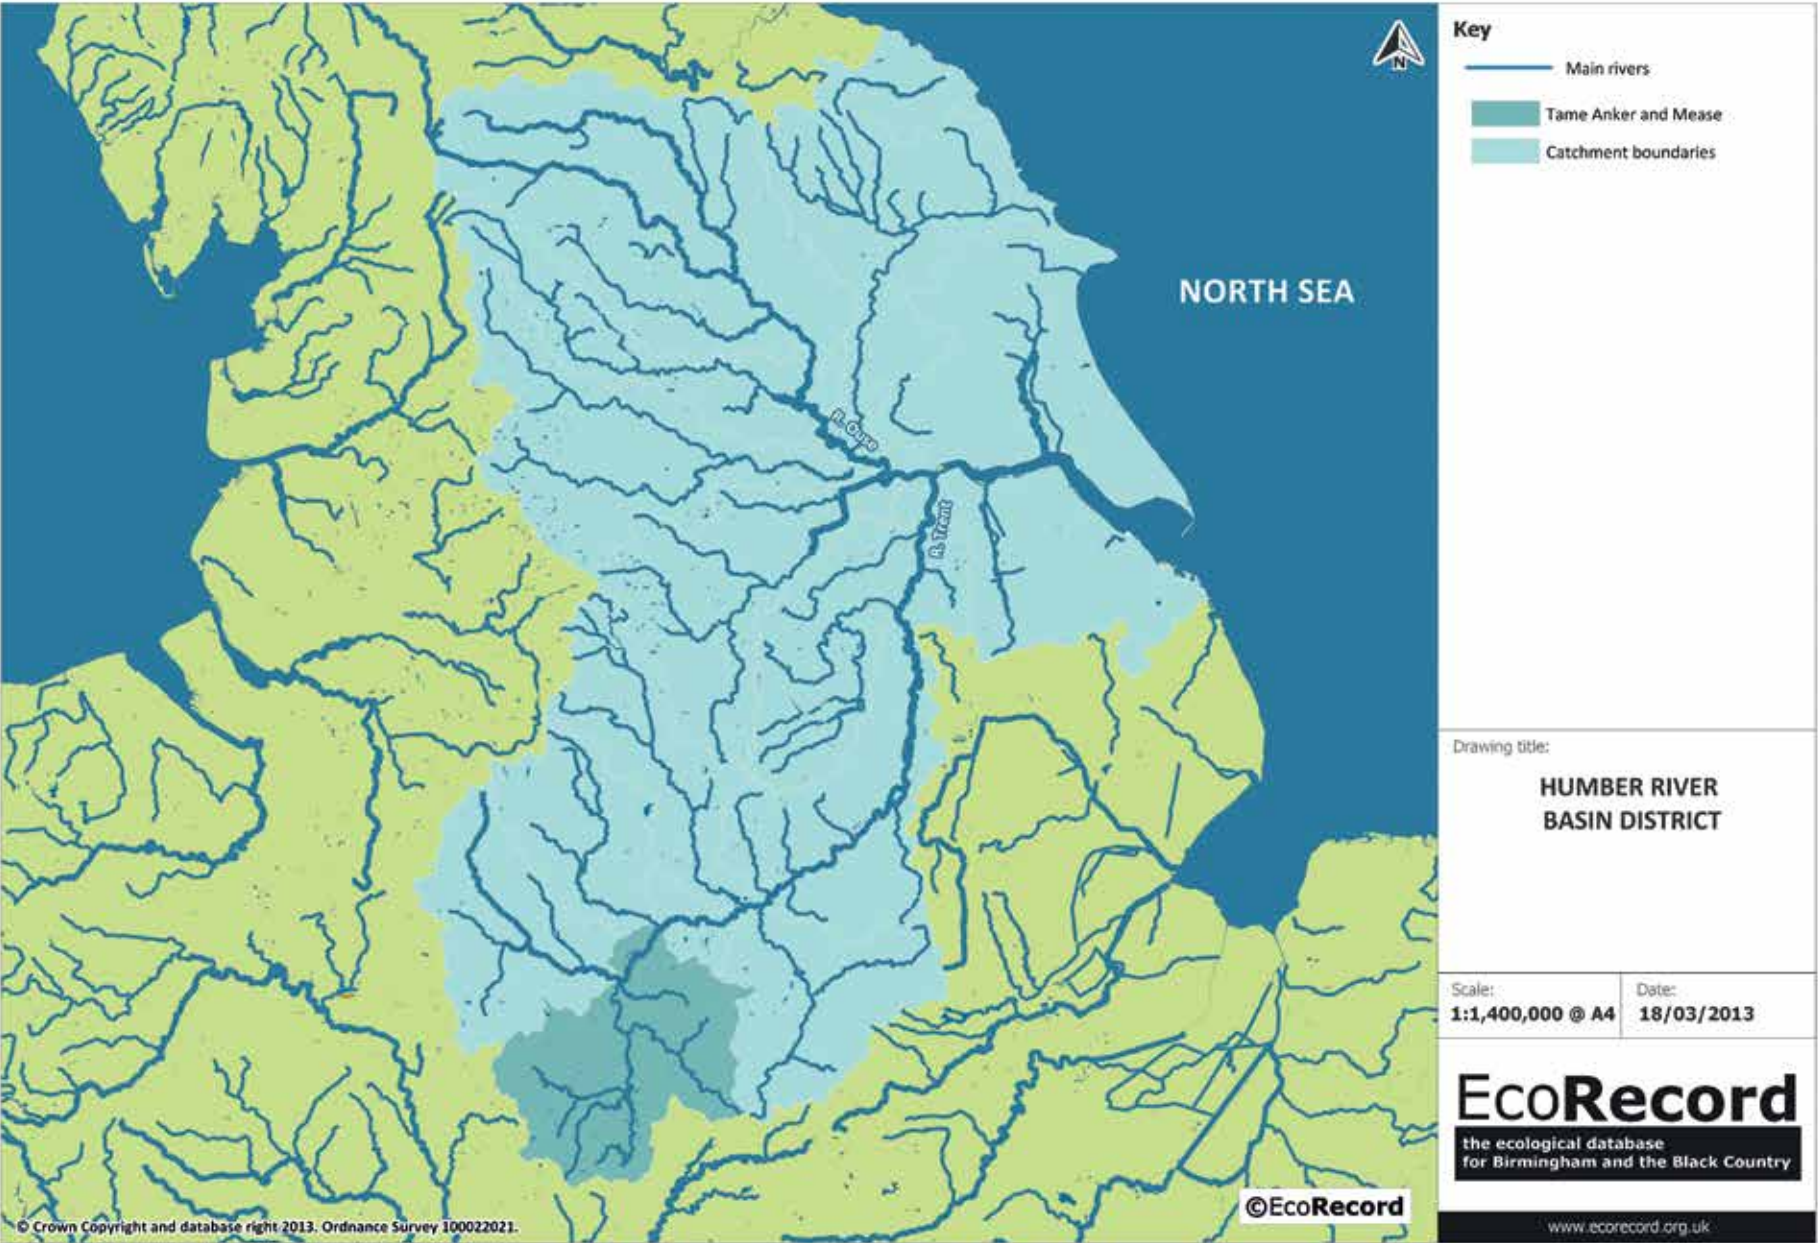 N
NORTH SEA
R. Ouse
R. Trent
© Crown Copyright and database right 2013. Ordnance Survey 100022021.
©EcoRecord
Key
Main rivers
Tame Anker and Mease
Catchment boundaries
Drawing title:
HUMBER RIVER
BASIN DISTRICT
Scale:
1:1,400,000 @ A4
Date:
18/03/2013
EcoRecord
the ecological database
for Birmingham and the Black Country
www.ecorecord.org.uk